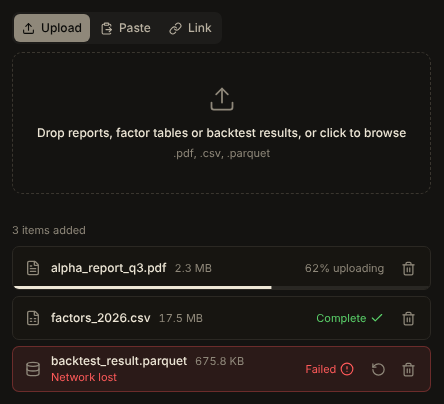 Upload Paste Link
Drop reports, factor tables or backtest results, or click to browse
.pdf, .csv, .parquet
3 items added
alpha_report_q3.pdf 2.3 MB 62% uploading
factors_2026.csv 17.5 MB Complete
backtest_result.parquet 675.8 KB Failed
Network lost